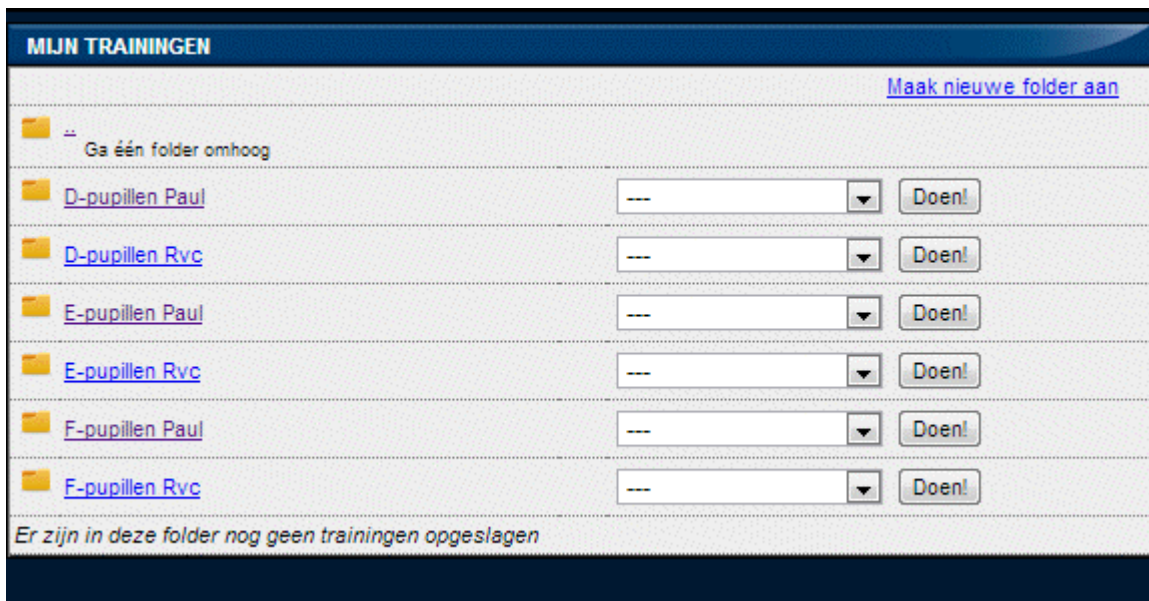 MIJN TRAININGEN
Maak nieuwe folder aan
..
Ga één folder omhoog
D-pupillen Paul --- Doen!
D-pupillen Rvc --- Doen!
E-pupillen Paul --- Doen!
E-pupillen Rvc --- Doen!
F-pupillen Paul --- Doen!
F-pupillen Rvc --- Doen!
Er zijn in deze folder nog geen trainingen opgeslagen